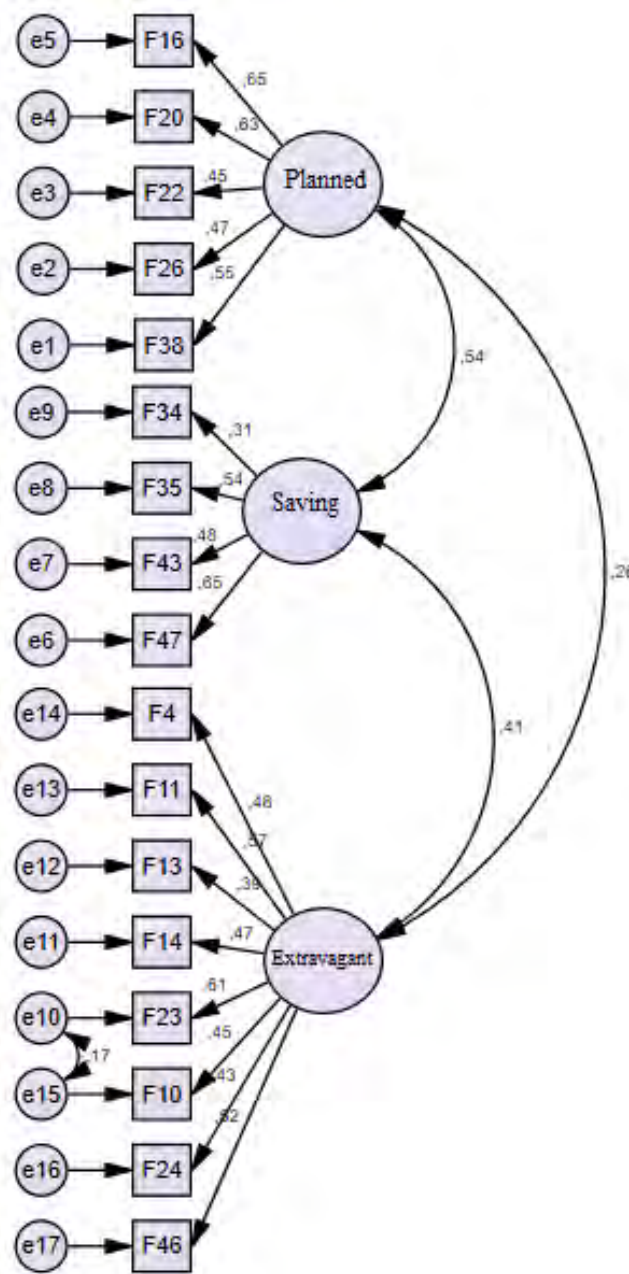 e5 F16
,65
e4 F20
,63
Planned
e3 F22
,45
,47
e2 F26
,55
e1 F38
,54
e9 F34
,31
e8 F35
,54
Saving
e7 F43
,48
,26
,65
e6 F47
e14 F4
,41
e13 F11
,57
e12 F13
,39
e11 F14
,47
Extravagant
e10 F23
,61
,45
,17
,43
e15 F10
e16 F24
e17 F46